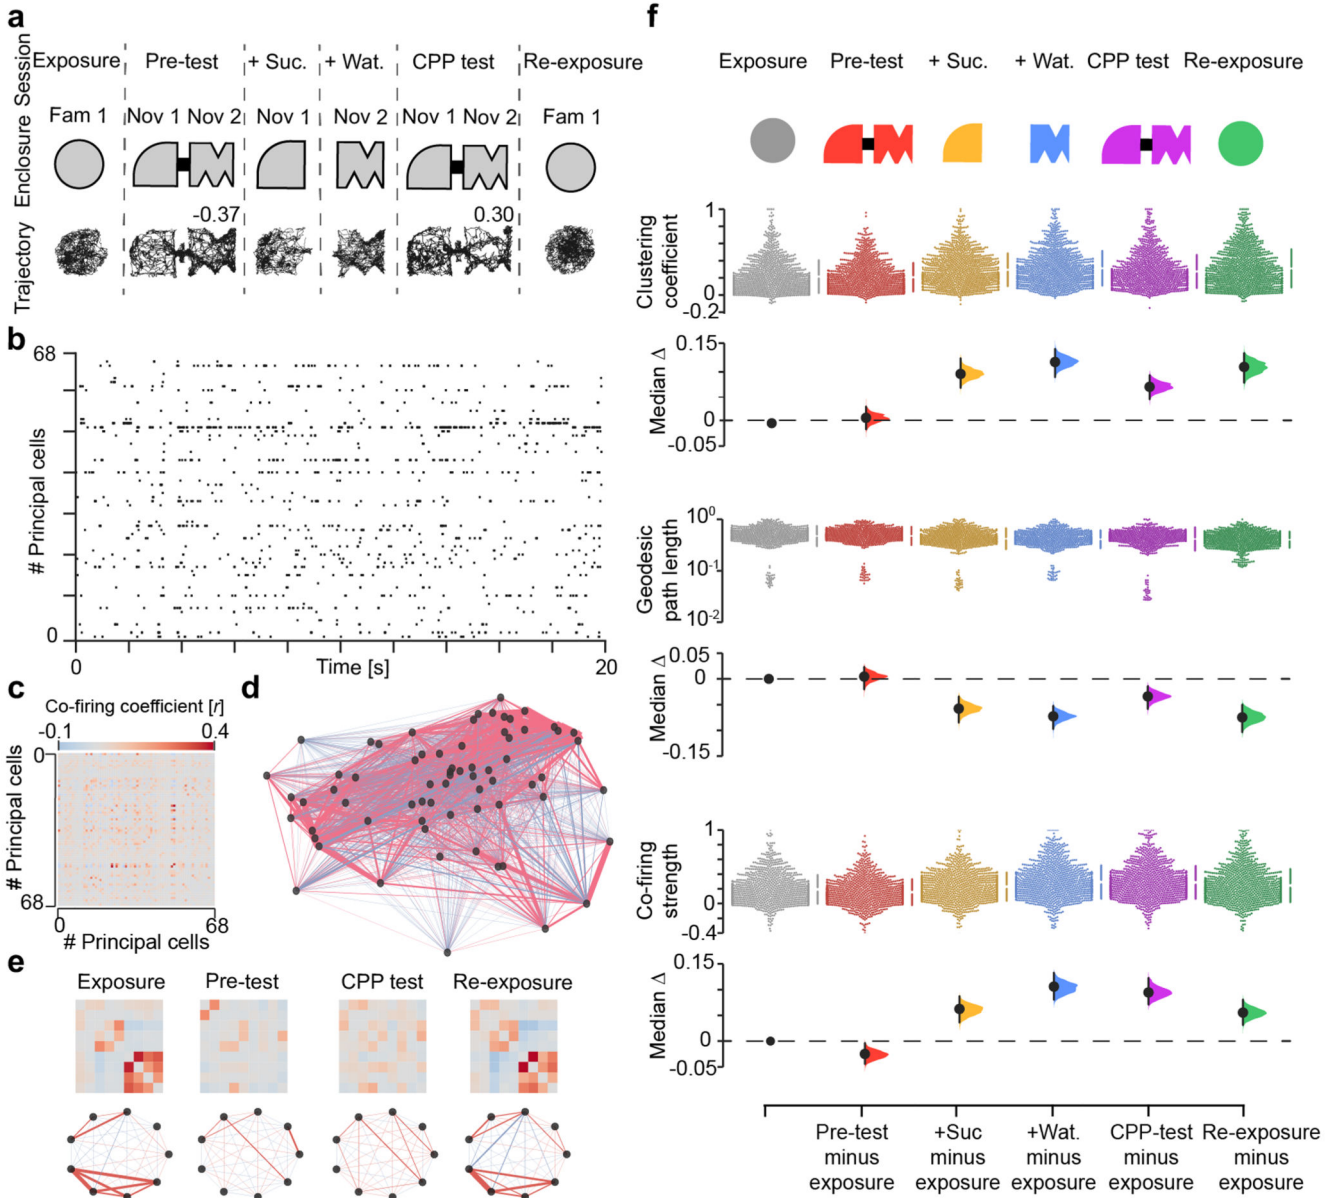 a
Session
Exposure
Pre-test
+ Suc.
+ Wat.
CPP test
Re-exposure
Enclosure
Fam 1
Nov 1 Nov 2
Nov 1
Nov 2
Nov 1 Nov 2
Fam 1
Trajectory
-0.37
0.30
b
# Principal cells
68
0
0
Time [s]
20
c
Co-firing coefficient [r]
-0.1
0.4
# Principal cells
0
68
0
68
# Principal cells
d
e
Exposure
Pre-test
CPP test
Re-exposure
f
Exposure
Pre-test
+ Suc.
+ Wat.
CPP test
Re-exposure
Clustering
coefficient
1
0
-0.2
Median Δ
0.15
0
-0.05
Geodesic
path length
10⁰
10⁻¹
10⁻²
Median Δ
0.05
0
-0.15
Co-firing
strength
1
0
-0.4
Median Δ
0.15
0
-0.05
Pre-test
minus
exposure
+Suc
minus
exposure
+Wat.
minus
exposure
CPP-test
minus
exposure
Re-exposure
minus
exposure